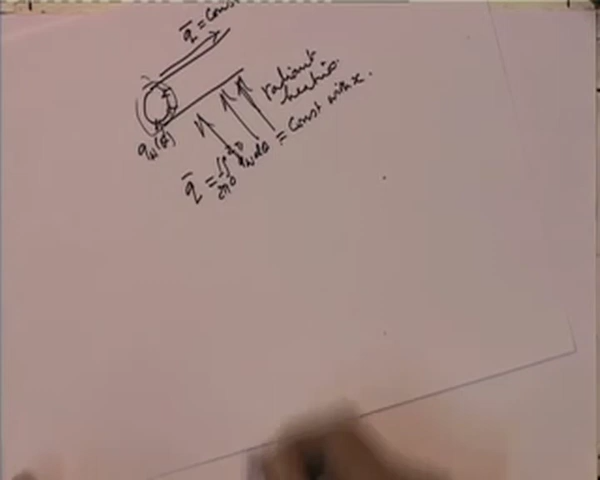 q̄ = Const
radiant
heating
q_w(θ)
q̄ = 1/2π ∫₀^2π q_w dθ = Const with x.